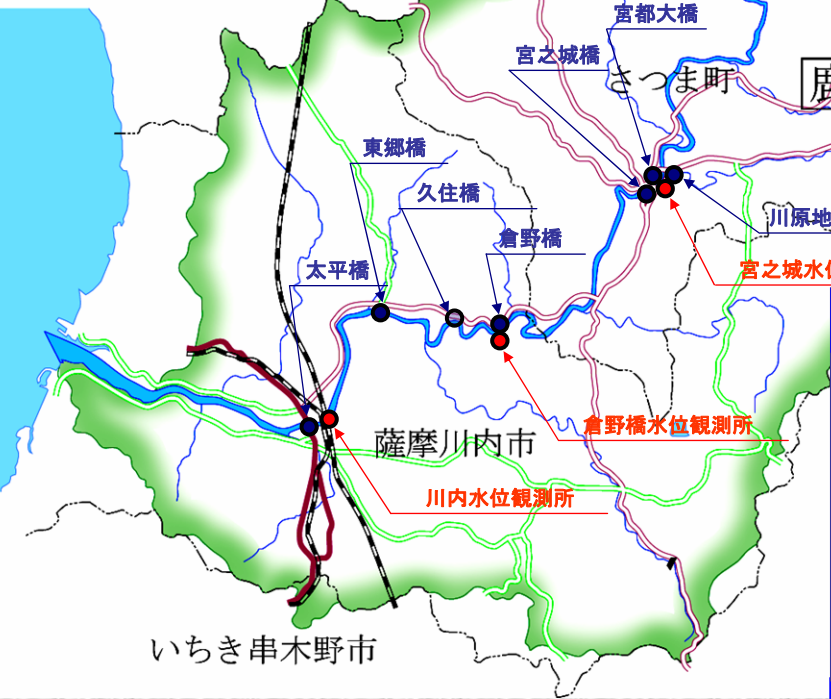 宮都大橋
宮之城橋
さつま町
東郷橋
久住橋
川原地
倉野橋
太平橋
宮之城水位
倉野橋水位観測所
薩摩川内市
川内水位観測所
いちき串木野市